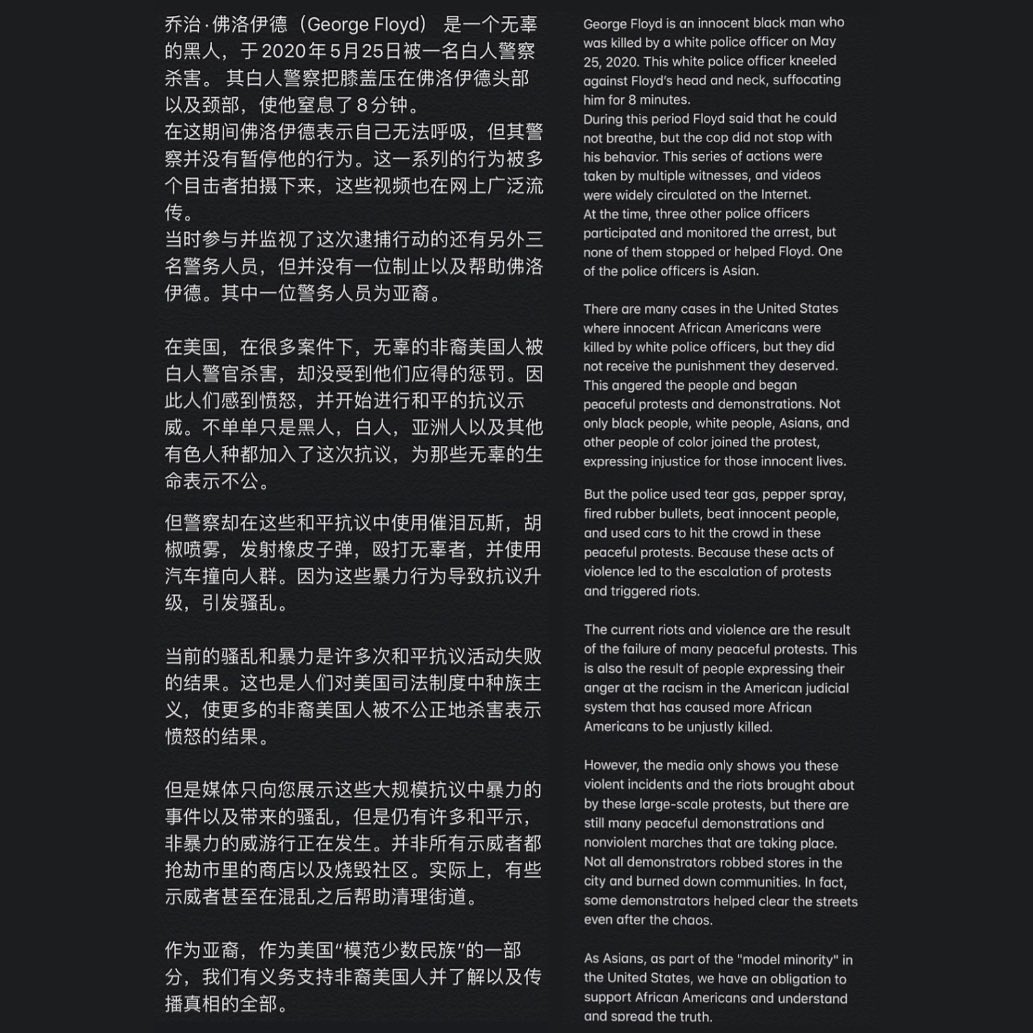 乔治·佛洛伊德（George Floyd） 是一个无辜
的黑人，于2020年5月25日被一名白人警察
杀害。 其白人警察把膝盖压在佛洛伊德头部
以及颈部，使他窒息了8分钟。
在这期间佛洛伊德表示自己无法呼吸，但其警
察并没有暂停他的行为。这一系列的行为被多
个目击者拍摄下来，这些视频也在网上广泛流
传。
当时参与并监视了这次逮捕行动的还有另外三
名警务人员，但并没有一位制止以及帮助佛洛
伊德。其中一位警务人员为亚裔。
在美国，在很多案件下，无辜的非裔美国人被
白人警官杀害，却没受到他们应得的惩罚。因
此人们感到愤怒，并开始进行和平的抗议示
威。不单单只是黑人，白人，亚洲人以及其他
有色人种都加入了这次抗议，为那些无辜的生
命表示不公。
但警察却在这些和平抗议中使用催泪瓦斯，胡
椒喷雾，发射橡皮子弹，殴打无辜者，并使用
汽车撞向人群。因为这些暴力行为导致抗议升
级，引发骚乱。
当前的骚乱和暴力是许多次和平抗议活动失败
的结果。这也是人们对美国司法制度中种族主
义，使更多的非裔美国人被不公正地杀害表示
愤怒的结果。
但是媒体只向您展示这些大规模抗议中暴力的
事件以及带来的骚乱，但是仍有许多和平示，
非暴力的威游行正在发生。并非所有示威者都
抢劫市里的商店以及烧毁社区。实际上，有些
示威者甚至在混乱之后帮助清理街道。
作为亚裔，作为美国“模范少数民族”的一部
分，我们有义务支持非裔美国人并了解以及传
播真相的全部。
George Floyd is an innocent black man who
was killed by a white police officer on May
25, 2020. This white police officer kneeled
against Floyd's head and neck, suffocating
him for 8 minutes.
During this period Floyd said that he could
not breathe, but the cop did not stop with
his behavior. This series of actions were
taken by multiple witnesses, and videos
were widely circulated on the Internet.
At the time, three other police officers
participated and monitored the arrest, but
none of them stopped or helped Floyd. One
of the police officers is Asian.
There are many cases in the United States
where innocent African Americans were
killed by white police officers, but they did
not receive the punishment they deserved.
This angered the people and began
peaceful protests and demonstrations. Not
only black people, white people, Asians, and
other people of color joined the protest,
expressing injustice for those innocent lives.
But the police used tear gas, pepper spray,
fired rubber bullets, beat innocent people,
and used cars to hit the crowd in these
peaceful protests. Because these acts of
violence led to the escalation of protests
and triggered riots.
The current riots and violence are the result
of the failure of many peaceful protests. This
is also the result of people expressing their
anger at the racism in the American judicial
system that has caused more African
Americans to be unjustly killed.
However, the media only shows you these
violent incidents and the riots brought about
by these large-scale protests, but there are
still many peaceful demonstrations and
nonviolent marches that are taking place.
Not all demonstrators robbed stores in the
city and burned down communities. In fact,
some demonstrators helped clear the streets
even after the chaos.
As Asians, as part of the "model minority" in
the United States, we have an obligation to
support African Americans and understand
and spread the truth.